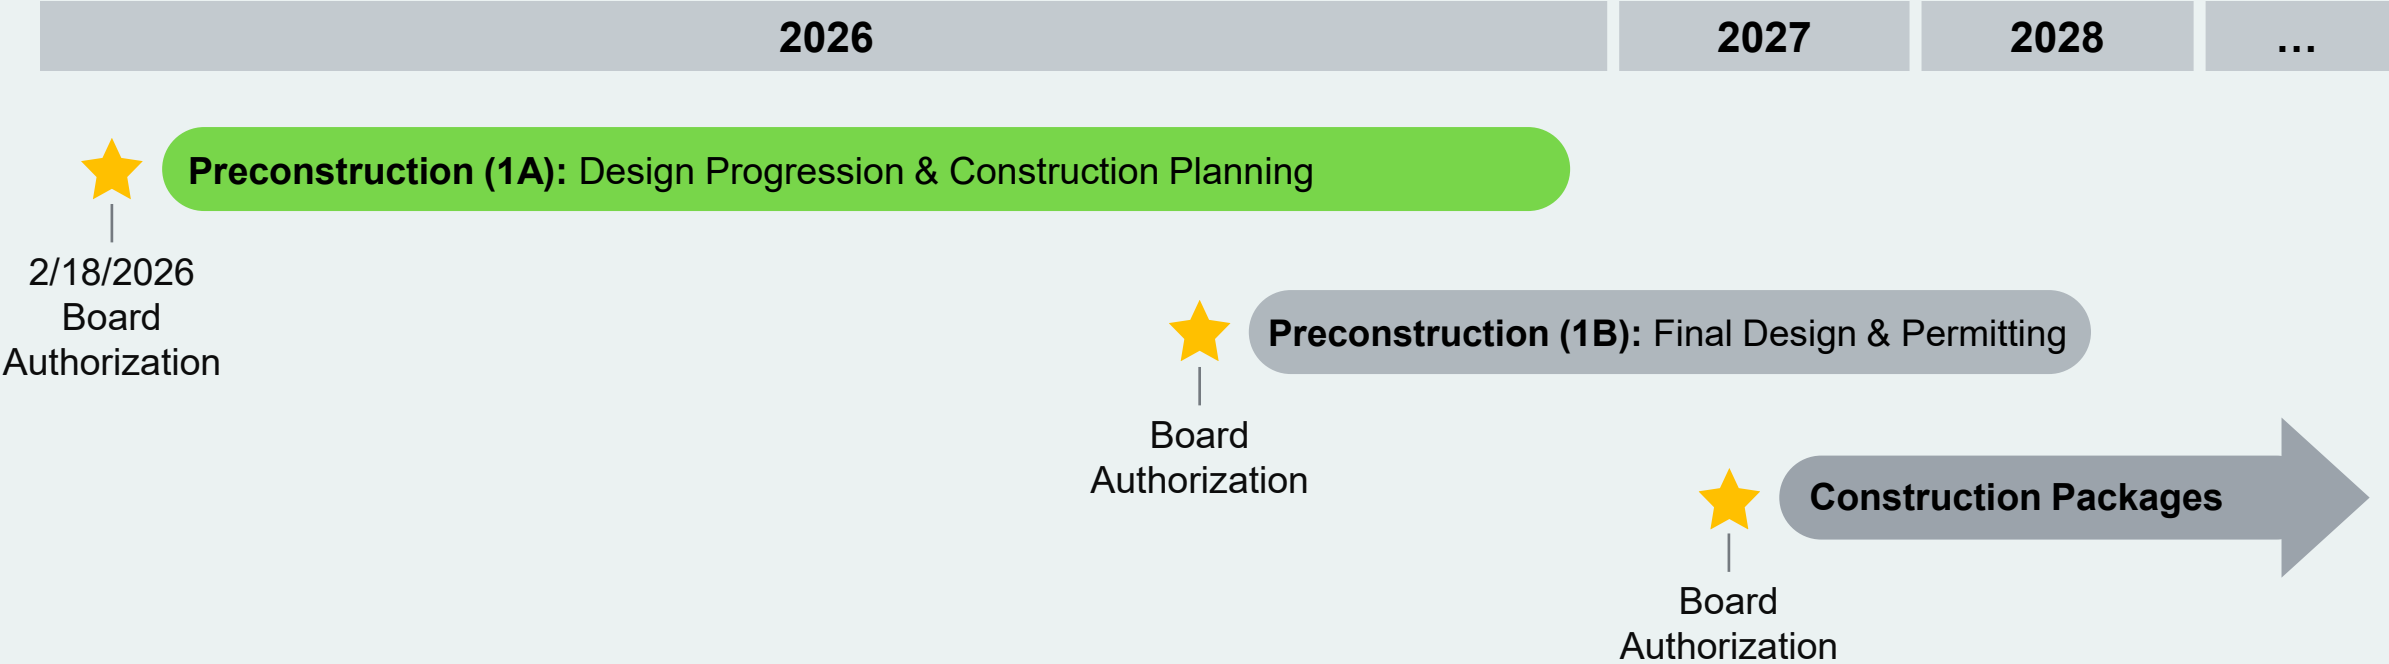 2026 2027 2028 ...
Preconstruction (1A): Design Progression & Construction Planning
2/18/2026
Board
Authorization
Preconstruction (1B): Final Design & Permitting
Board
Authorization
Construction Packages
Board
Authorization